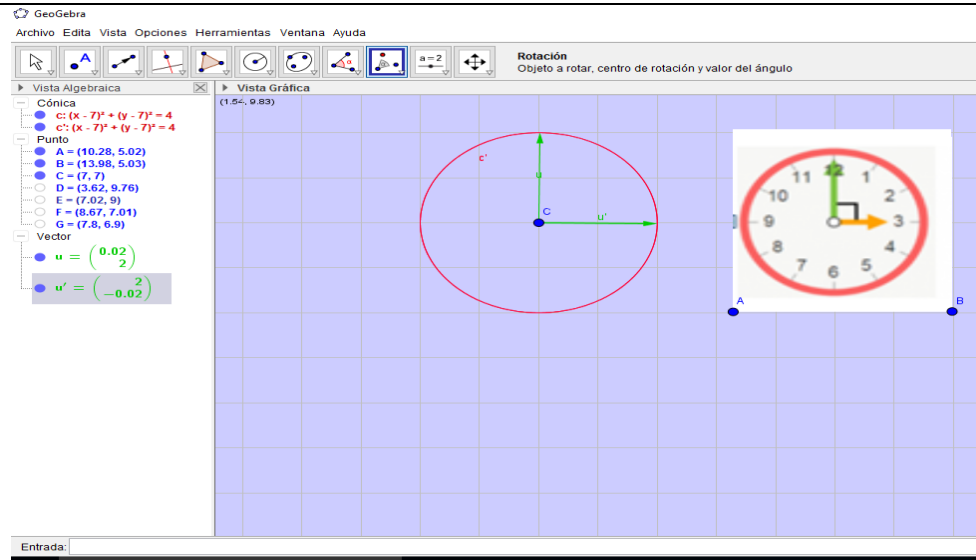 GeoGebra
Archivo Edita Vista Opciones Herramientas Ventana Ayuda
A
α
a=2
Rotación
Objeto a rotar, centro de rotación y valor del ángulo
Vista Algebraica
Vista Gráfica
Cónica
c: (x - 7)² + (y - 7)² = 4
c': (x - 7)² + (y - 7)² = 4
Punto
A = (10.28, 5.02)
B = (13.98, 5.03)
C = (7, 7)
D = (3.62, 9.76)
E = (7.02, 9)
F = (8.67, 7.01)
G = (7.8, 6.9)
Vector
u = (0.02
2)
u' = (2
-0.02)
(1.54, 9.83)
c'
u
C
u'
12
11 1
10 2
9 3
8 4
7 5
6
A B
Entrada: